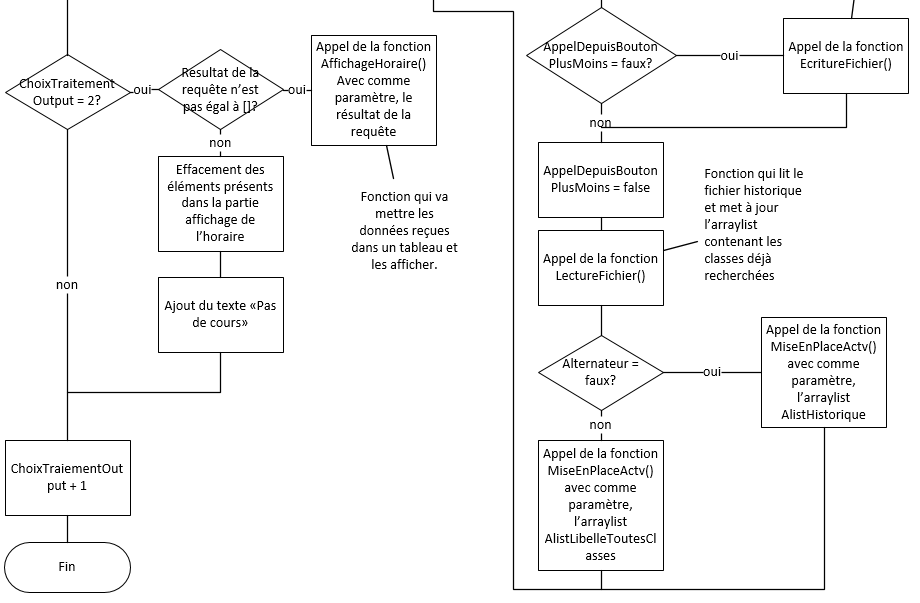 ChoixTraitement
Output = 2?
oui
Resultat de la
requête n'est
pas égal à []?
oui
Appel de la fonction
AffichageHoraire()
Avec comme
paramètre, le
résultat de la
requête
non
Effacement des
éléments présents
dans la partie
affichage de
l'horaire
Fonction qui va
mettre les
données reçues
dans un tableau et
les afficher.
non
Ajout du texte «Pas
de cours»
ChoixTraiementOut
put + 1
Fin
AppelDepuisBouton
PlusMoins = faux?
oui
Appel de la fonction
EcritureFichier()
non
AppelDepuisBouton
PlusMoins = false
Fonction qui lit le
fichier historique
et met à jour
l'arraylist
contenant les
classes déjà
recherchées
Appel de la fonction
LectureFichier()
Alternateur =
faux?
oui
Appel de la fonction
MiseEnPlaceActv()
avec comme
paramètre,
l'arraylist
AlistHistorique
non
Appel de la fonction
MiseEnPlaceActv()
avec comme
paramètre,
l'arraylist
AlistLibelleToutesCl
asses